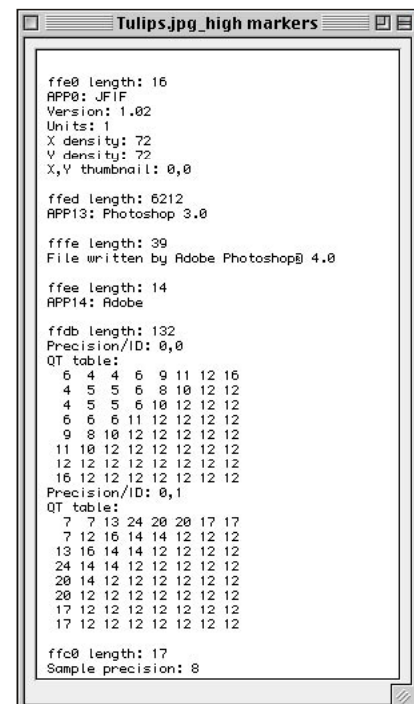 Tulips.jpg_high markers
ffe0 length: 16
APP0: JFIF
Version: 1.02
Units: 1
X density: 72
Y density: 72
X,Y thumbnail: 0,0
ffed length: 6212
APP13: Photoshop 3.0
fffe length: 39
File written by Adobe Photoshop® 4.0
ffee length: 14
APP14: Adobe
ffdb length: 132
Precision/ID: 0,0
QT table:
6 4 4 6 9 11 12 16
4 5 5 6 8 10 12 12
4 5 5 6 10 12 12 12
6 6 6 11 12 12 12 12
9 8 10 12 12 12 12 12
11 10 12 12 12 12 12 12
12 12 12 12 12 12 12 12
16 12 12 12 12 12 12 12
Precision/ID: 0,1
QT table:
7 7 13 24 20 20 17 17
7 12 16 14 14 12 12 12
13 16 14 14 12 12 12 12
24 14 14 12 12 12 12 12
20 14 12 12 12 12 12 12
20 12 12 12 12 12 12 12
17 12 12 12 12 12 12 12
17 12 12 12 12 12 12 12
ffc0 length: 17
Sample precision: 8